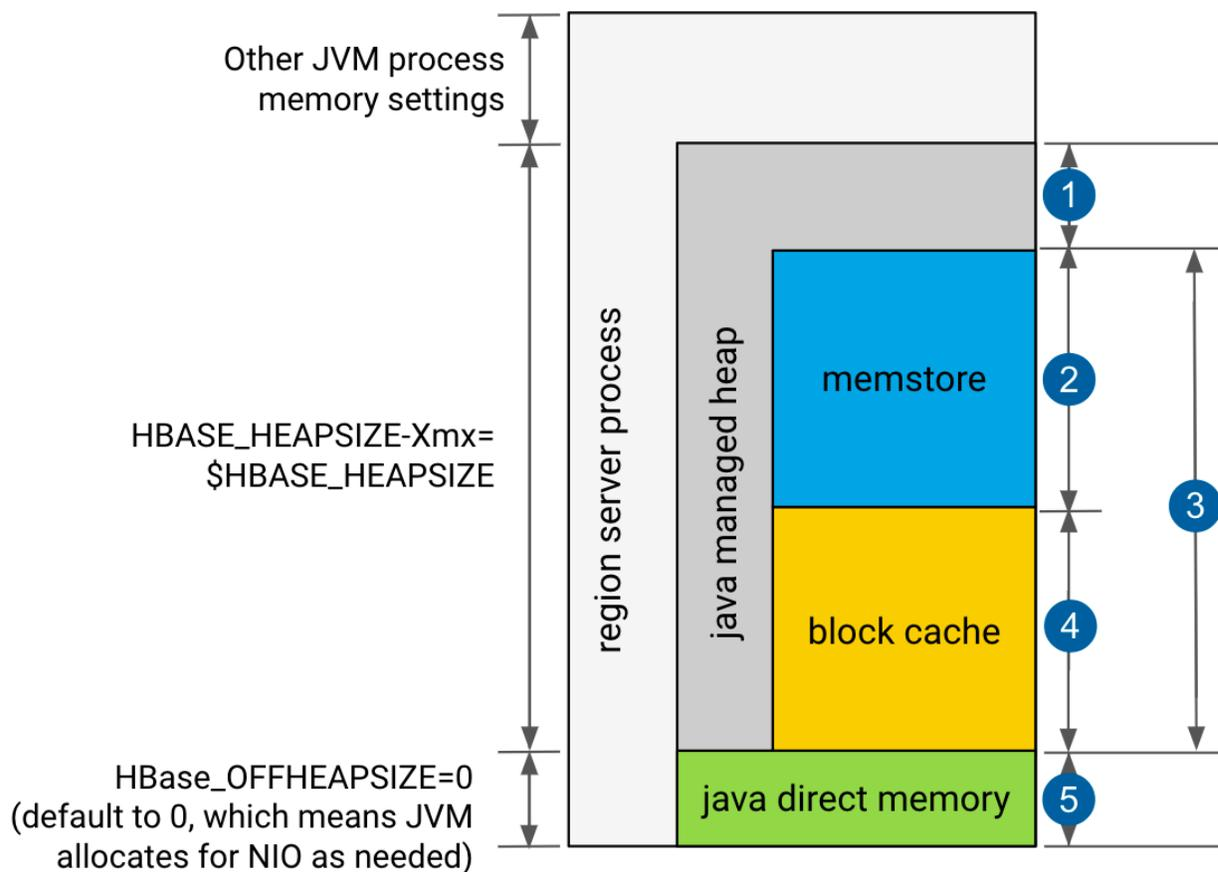 Other JVM process
memory settings
1
2
3
region server process
java managed heap
memstore
HBASE_HEAPSIZE-Xmx=
$HBASE_HEAPSIZE
block cache
4
HBase_OFFHEAPSIZE=0
(default to 0, which means JVM
allocates for NIO as needed)
java direct memory
5